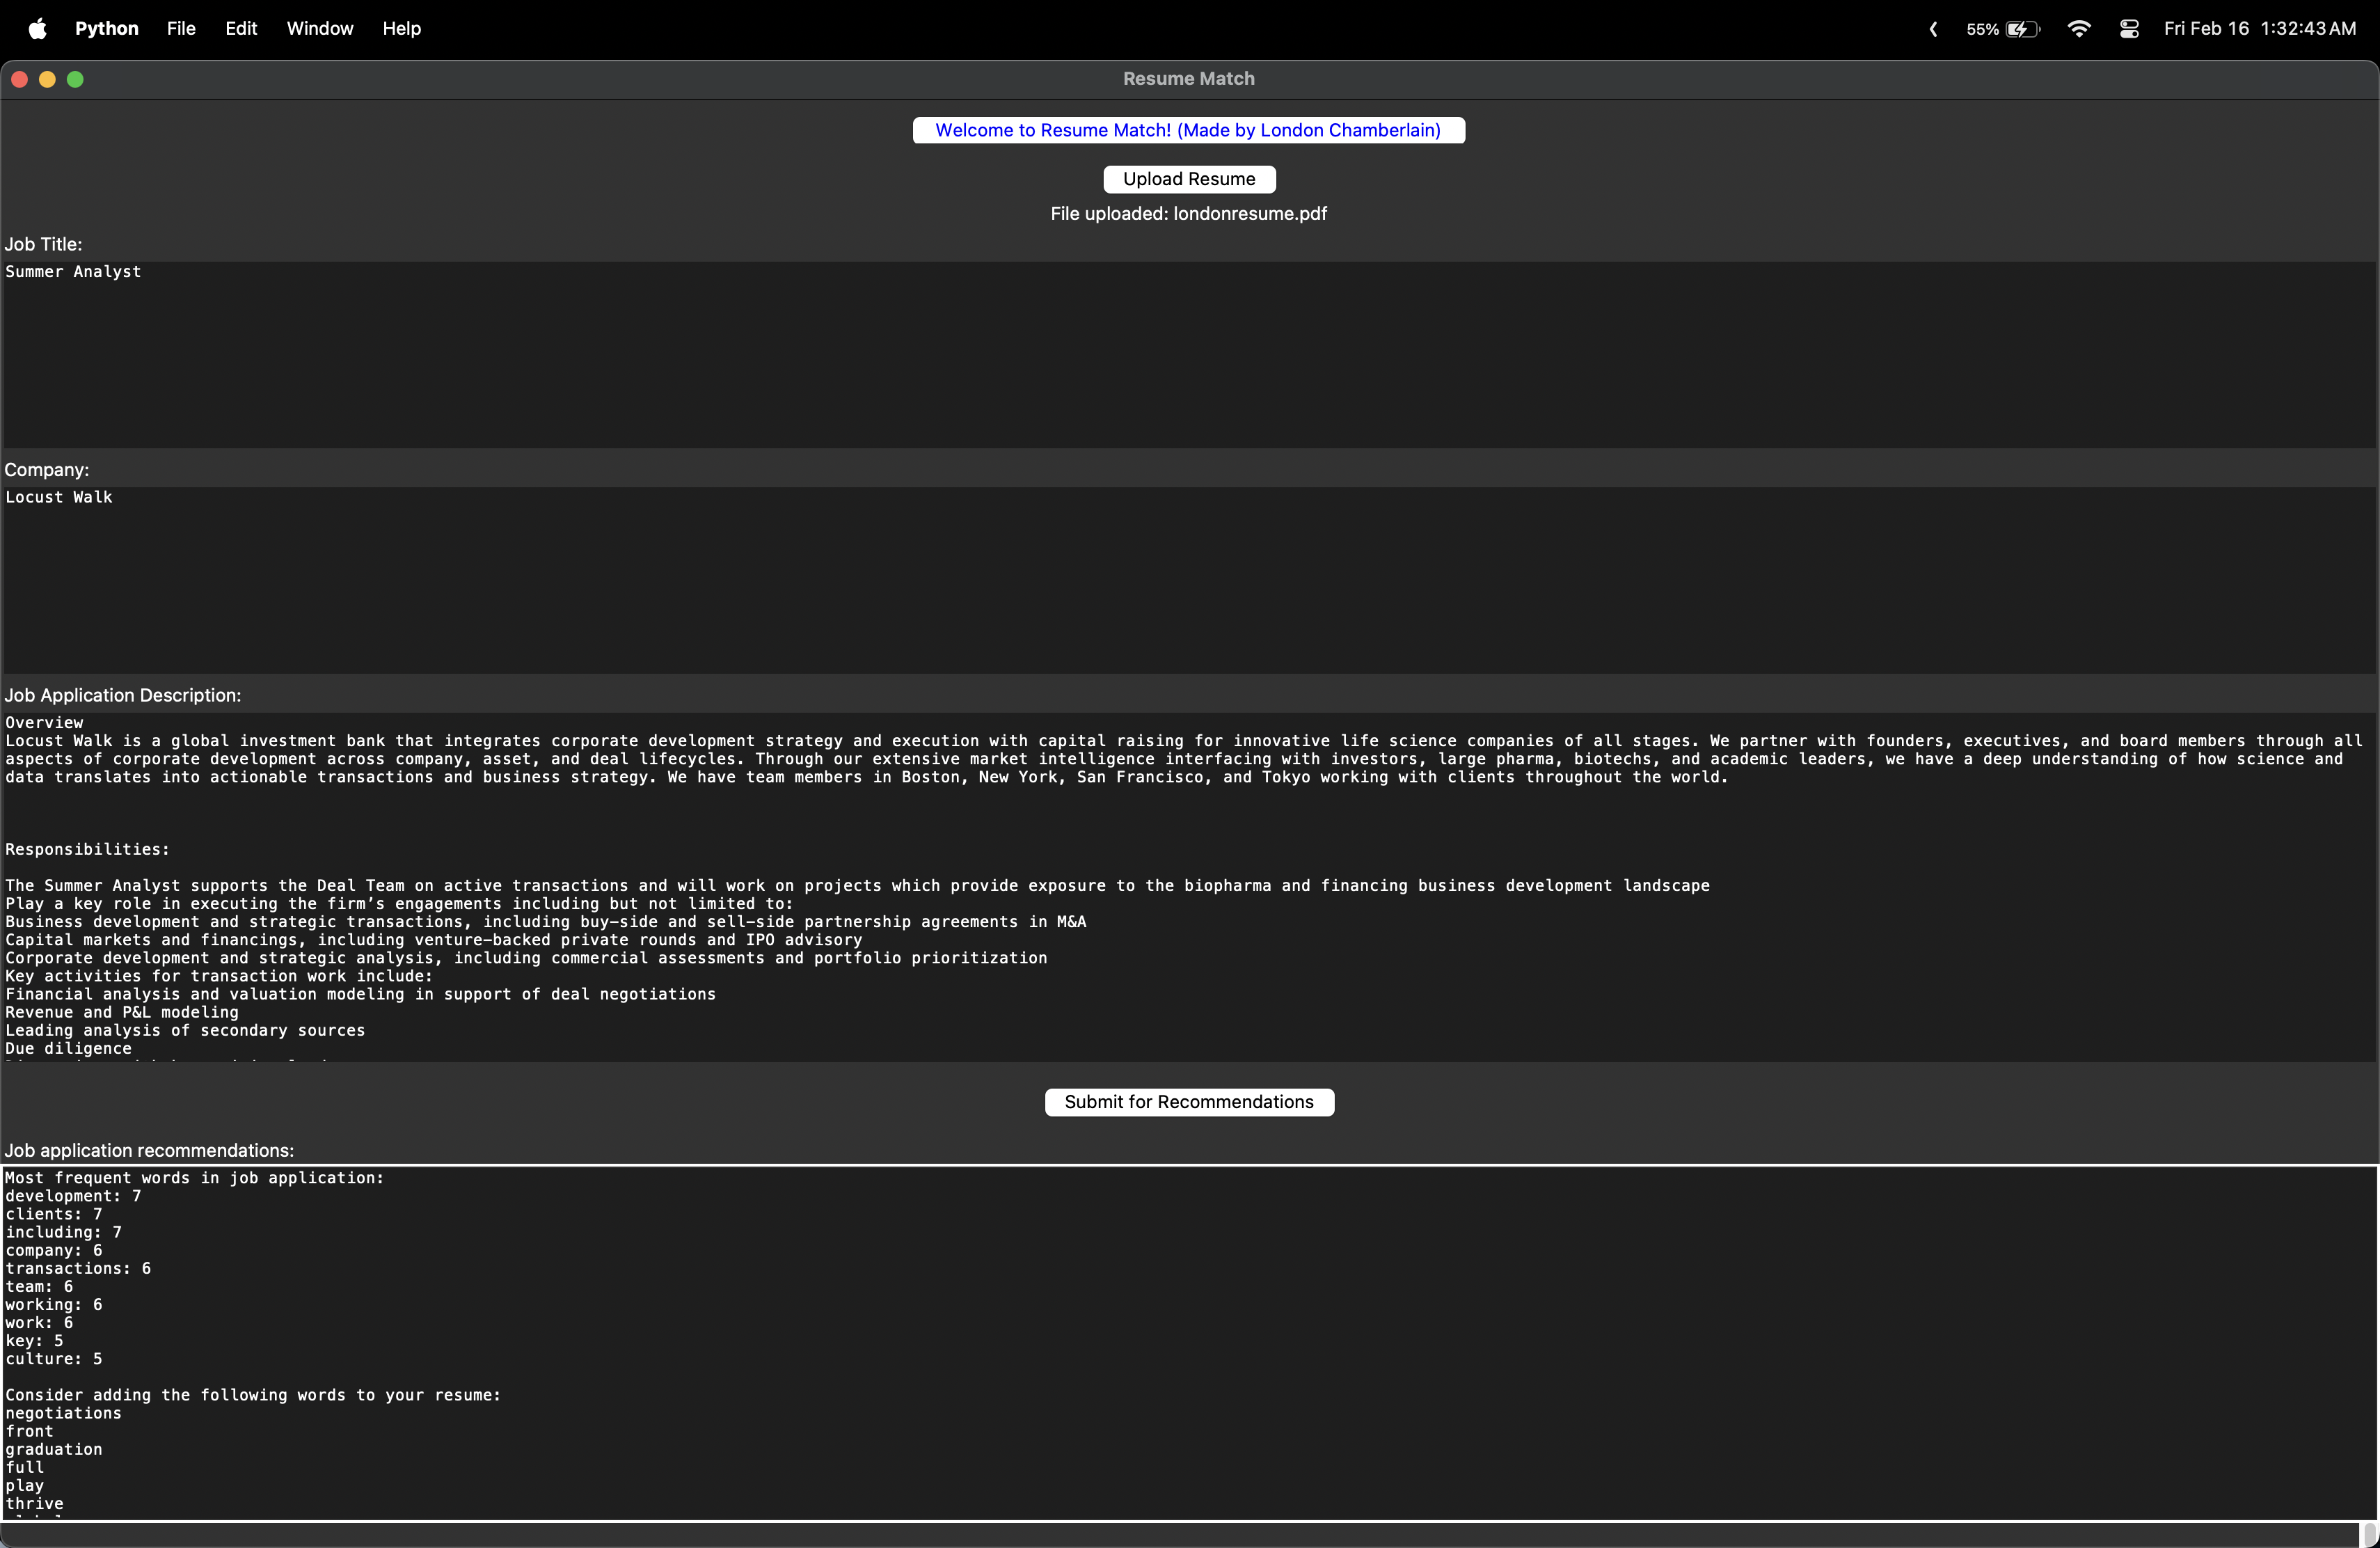 Python File Edit Window Help 55% Fri Feb 16 1:32:43 AM
Resume Match
Welcome to Resume Match! (Made by London Chamberlain)
Upload Resume
File uploaded: londonresume.pdf
Job Title:
Summer Analyst
Company:
Locust Walk
Job Application Description:
Overview
Locust Walk is a global investment bank that integrates corporate development strategy and execution with capital raising for innovative life science companies of all stages. We partner with founders, executives, and board members through all
aspects of corporate development across company, asset, and deal lifecycles. Through our extensive market intelligence interfacing with investors, large pharma, biotechs, and academic leaders, we have a deep understanding of how science and
data translates into actionable transactions and business strategy. We have team members in Boston, New York, San Francisco, and Tokyo working with clients throughout the world.
Responsibilities:
The Summer Analyst supports the Deal Team on active transactions and will work on projects which provide exposure to the biopharma and financing business development landscape
Play a key role in executing the firm’s engagements including but not limited to:
Business development and strategic transactions, including buy-side and sell-side partnership agreements in M&A
Capital markets and financings, including venture-backed private rounds and IPO advisory
Corporate development and strategic analysis, including commercial assessments and portfolio prioritization
Key activities for transaction work include:
Financial analysis and valuation modeling in support of deal negotiations
Revenue and P&L modeling
Leading analysis of secondary sources
Due diligence
Submit for Recommendations
Job application recommendations:
Most frequent words in job application:
development: 7
clients: 7
including: 7
company: 6
transactions: 6
team: 6
working: 6
work: 6
key: 5
culture: 5
Consider adding the following words to your resume:
negotiations
front
graduation
full
play
thrive